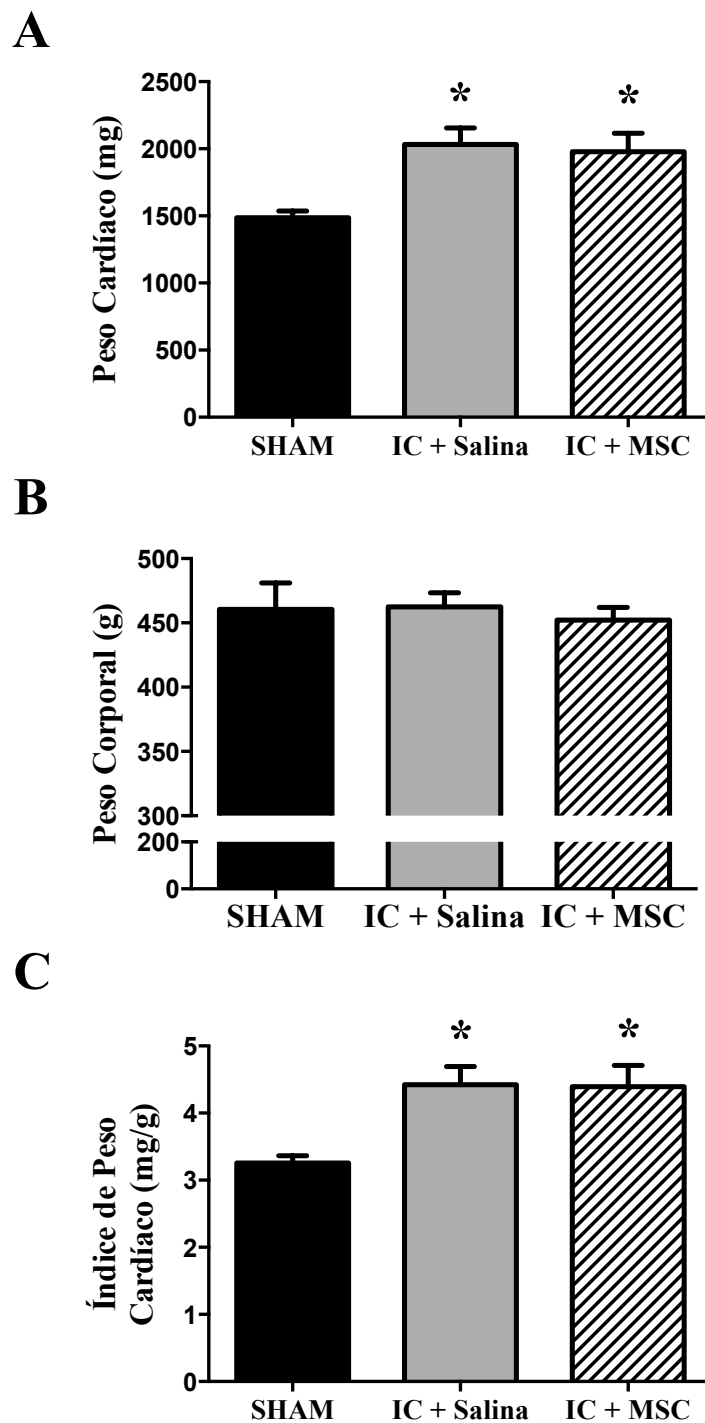 A
Peso Cardíaco (mg)
2500
2000
1500
1000
500
0
* *
SHAM IC + Salina IC + MSC
B
Peso Corporal (g)
500
450
400
350
300
200
0
SHAM IC + Salina IC + MSC
C
Índice de Peso
Cardíaco (mg/g)
5
4
3
2
1
0
* *
SHAM IC + Salina IC + MSC